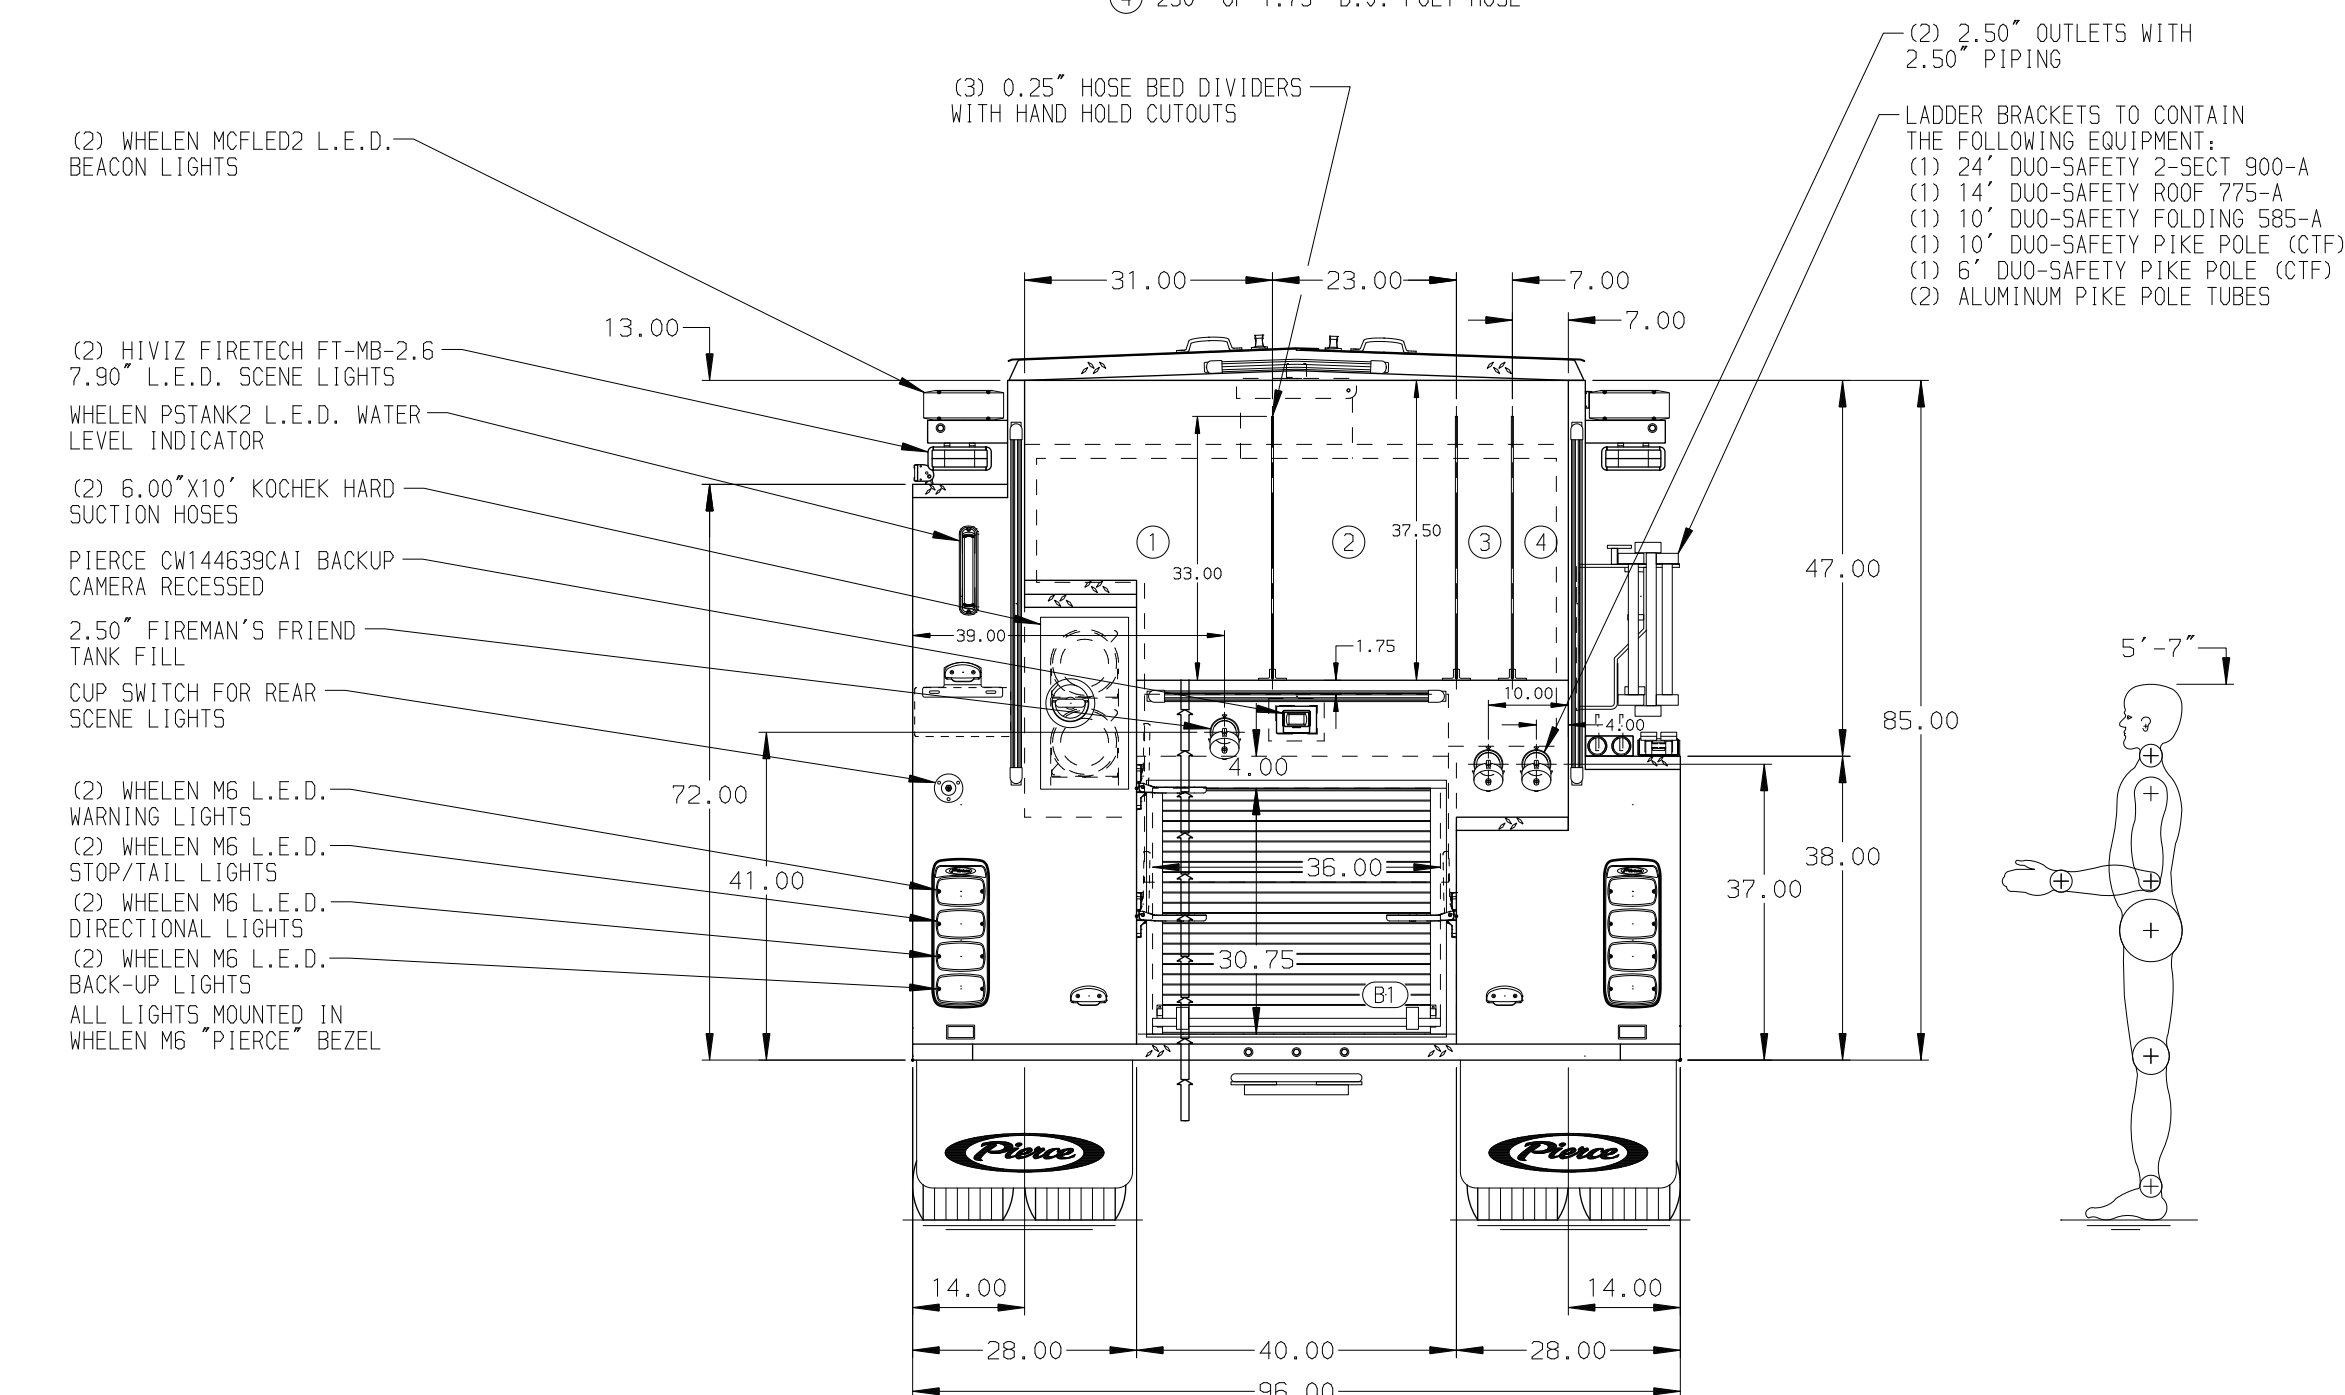 (2) 2.50" OUTLETS WITH
2.50" PIPING
(3) 0.25" HOSE BED DIVIDERS
WITH HAND HOLD CUTOUTS
LADDER BRACKETS TO CONTAIN
THE FOLLOWING EQUIPMENT:
(1) 24' DUO-SAFETY 2-SECT 900-A
(1) 14' DUO-SAFETY ROOF 775-A
(1) 10' DUO-SAFETY FOLDING 585-A
(1) 10' DUO-SAFETY PIKE POLE (CTF)
(1) 6' DUO-SAFETY PIKE POLE (CTF)
(2) ALUMINUM PIKE POLE TUBES
(2) WHELEN MCFLED2 L.E.D.
BEACON LIGHTS
(2) HIVIZ FIRETECH FT-MB-2.6
7.90" L.E.D. SCENE LIGHTS
WHELEN PSTANK2 L.E.D. WATER
LEVEL INDICATOR
(2) 6.00"X10' KOCHEK HARD
SUCTION HOSES
PIERCE CW144639CAI BACKUP
CAMERA RECESSED
2.50" FIREMAN'S FRIEND
TANK FILL
CUP SWITCH FOR REAR
SCENE LIGHTS
(2) WHELEN M6 L.E.D.
WARNING LIGHTS
(2) WHELEN M6 L.E.D.
STOP/TAIL LIGHTS
(2) WHELEN M6 L.E.D.
DIRECTIONAL LIGHTS
(2) WHELEN M6 L.E.D.
BACK-UP LIGHTS
ALL LIGHTS MOUNTED IN
WHELEN M6 "PIERCE" BEZEL
31.00
23.00
7.00
7.00
13.00
1
2
3
4
37.50
33.00
47.00
39.00
1.75
10.00
4.00
5'-7"
85.00
4.00
72.00
41.00
36.00
38.00
37.00
30.75
B1
Pierce
Pierce
14.00
14.00
28.00
40.00
28.00
96.00